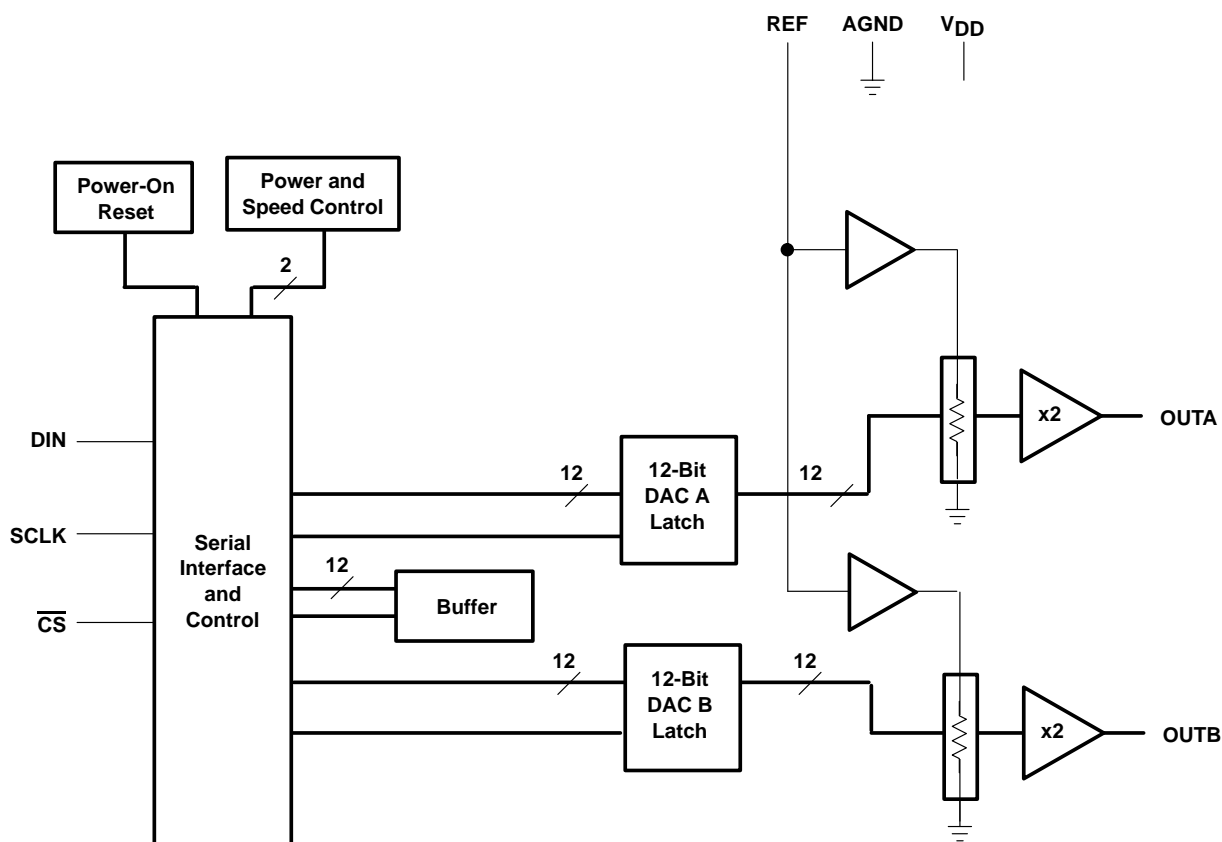 REF AGND VDD
Power-On
Reset
Power and
Speed Control
2
DIN
SCLK
CS
Serial
Interface
and
Control
12
12-Bit
DAC A
Latch
12
x2
OUTA
12
Buffer
12
12-Bit
DAC B
Latch
12
x2
OUTB